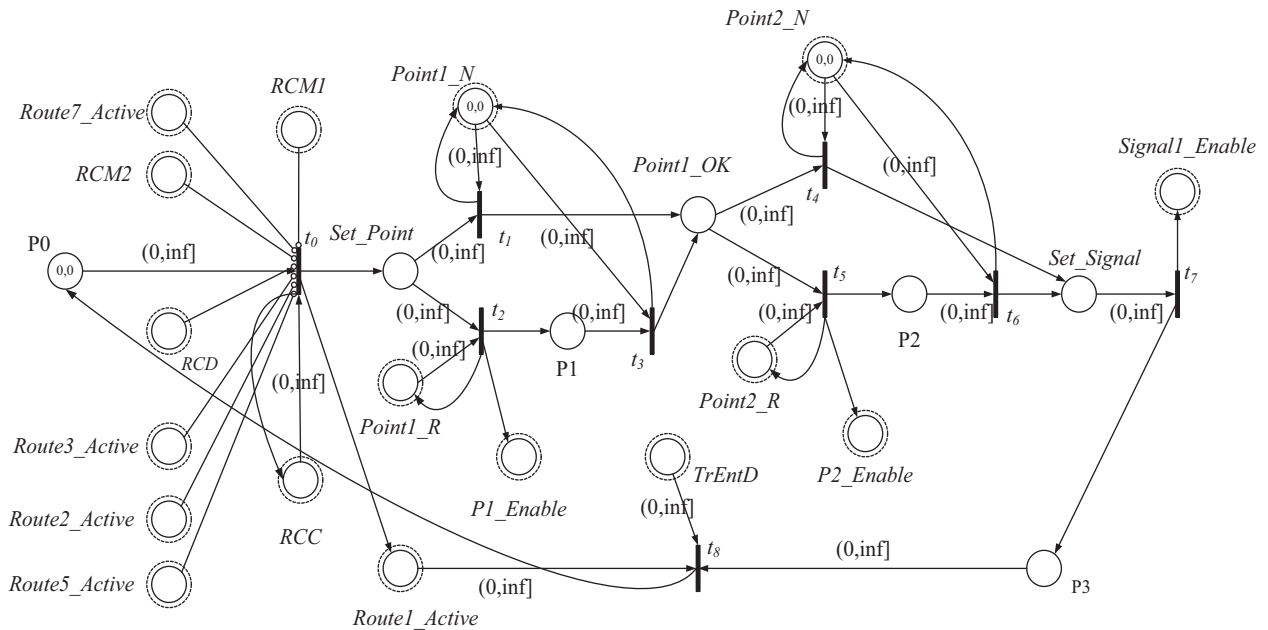 Point2_N
0,0
(0,inf]
Point1_N
0,0
(0,inf]
RCM1
Route7_Active
RCM2
Signal1_Enable
Point1_OK
(0,inf]
t4
(0,inf]
P0
0,0
(0,inf]
t0
Set_Point
(0,inf]
t1
(0,inf]
(0,inf]
t5
Set_Signal
t7
(0,inf]
t2
(0,inf]
P1
(0,inf]
t3
(0,inf]
P2
(0,inf]
t6
(0,inf]
RCD
(0,inf]
(0,inf]
Point1_R
Point2_R
Route3_Active
P1_Enable
TrEntD
P2_Enable
(0,inf]
Route2_Active
RCC
t8
(0,inf]
Route5_Active
(0,inf]
P3
Route1_Active